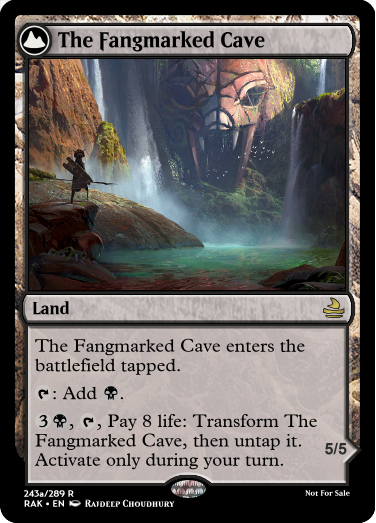 The Fangmarked Cave
Land
The Fangmarked Cave enters the
battlefield tapped.
: Add .
3, , Pay 8 life: Transform The
Fangmarked Cave, then untap it.
Activate only during your turn.
5/5
243a/289 R
RAK • EN Rajdeep Choudhury
Not For Sale